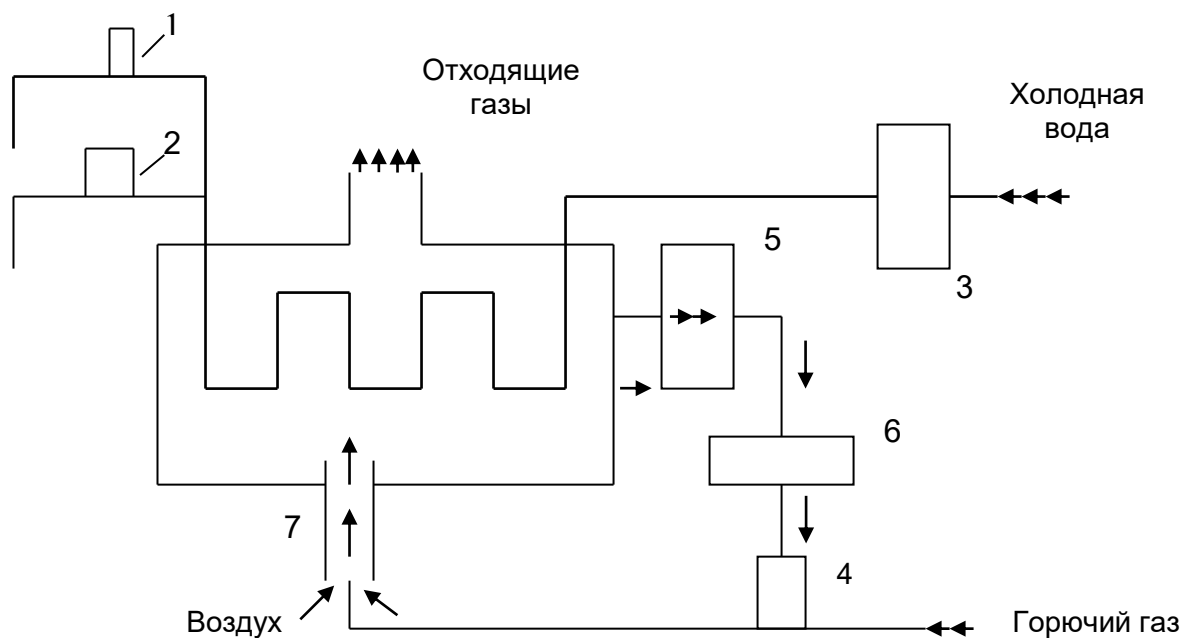 1
Отходящие
газы
Холодная
вода
2
5
3
6
7
4
Воздух
Горючий газ